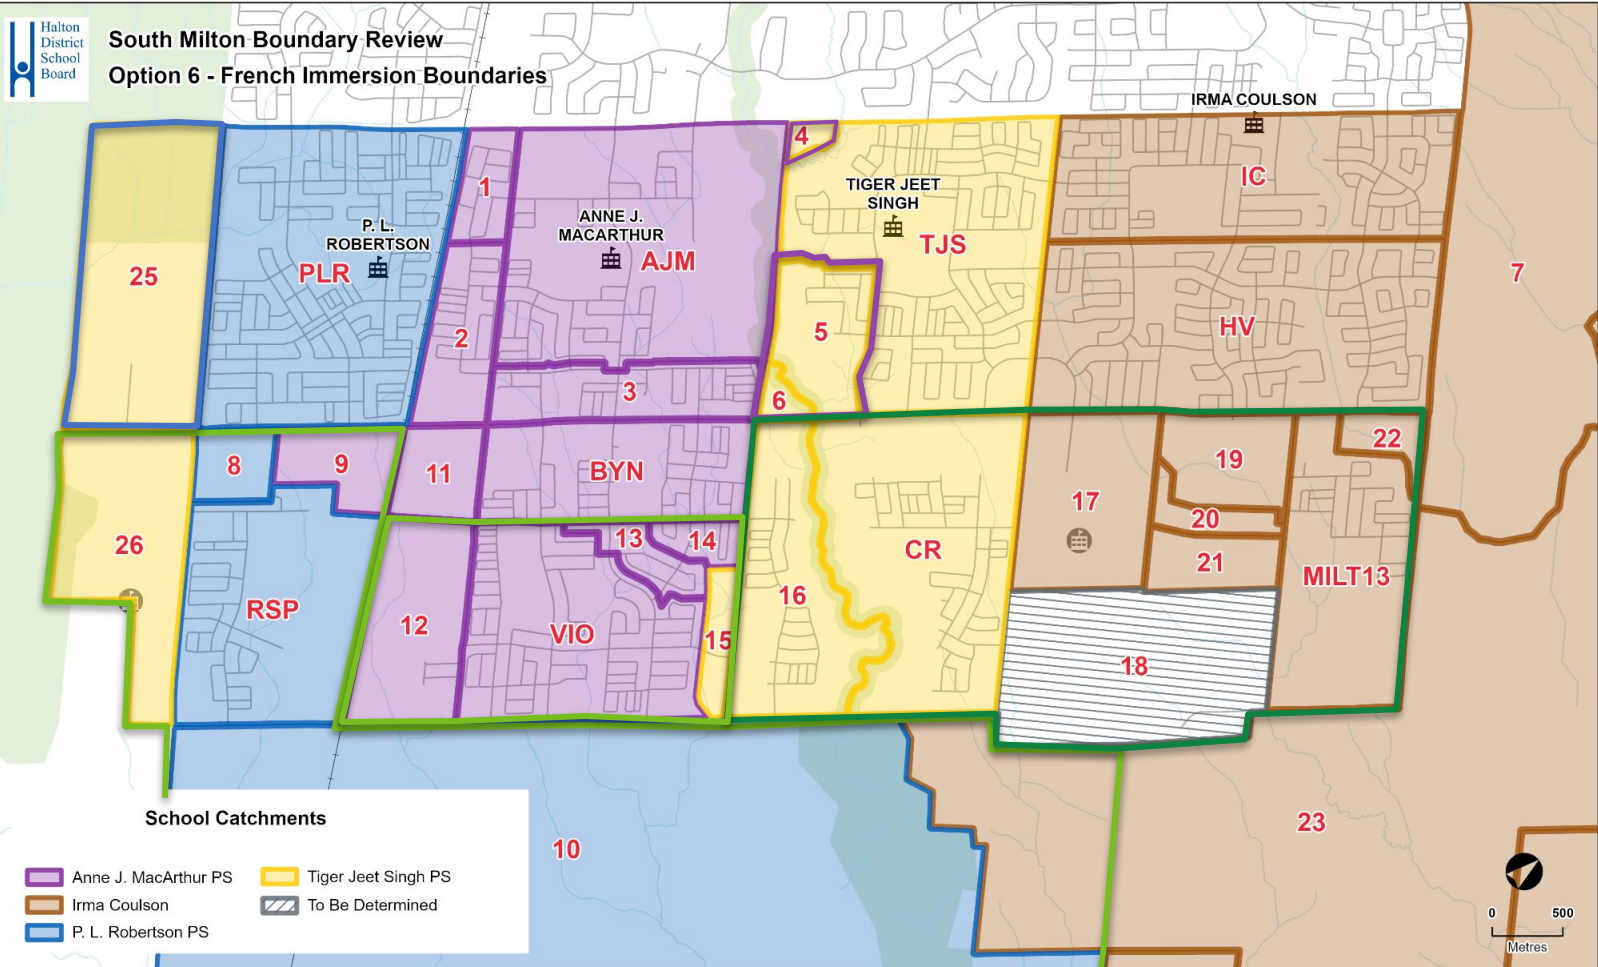 Halton
District
School
Board
South Milton Boundary Review
Option 6 - French Immersion Boundaries
IRMA COULSON
4
IC
1
TIGER JEET
SINGH
P. L.
ROBERTSON
ANNE J.
MACARTHUR
TJS
AJM
PLR
25
7
2
5
HV
3
6
8
9
11
BYN
22
19
17
20
13
14
26
CR
21
MILT13
16
RSP
12
VIO
15
18
10
23
School Catchments
Anne J. MacArthur PS
Tiger Jeet Singh PS
Irma Coulson
To Be Determined
P. L. Robertson PS
0 500
Metres